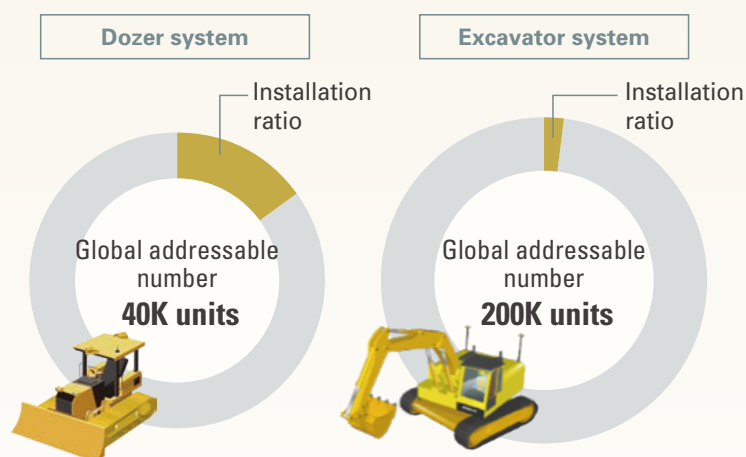 Dozer system
Installation
ratio
Global addressable
number
40K units
Excavator system
Installation
ratio
Global addressable
number
200K units